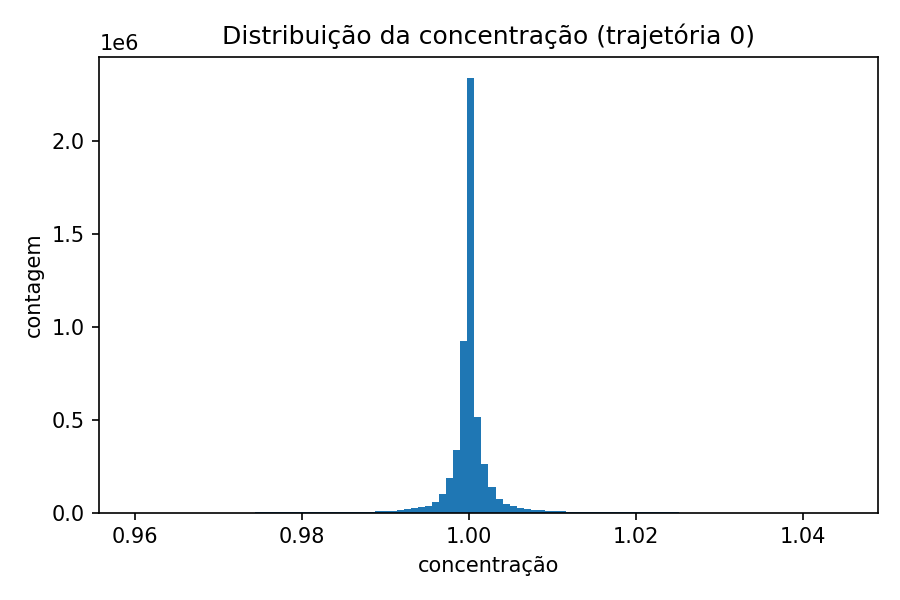 Distribuição da concentração (trajetória 0)
1e6
2.0
1.5
1.0
0.5
0.0
contagem
0.96 0.98 1.00 1.02 1.04
concentração